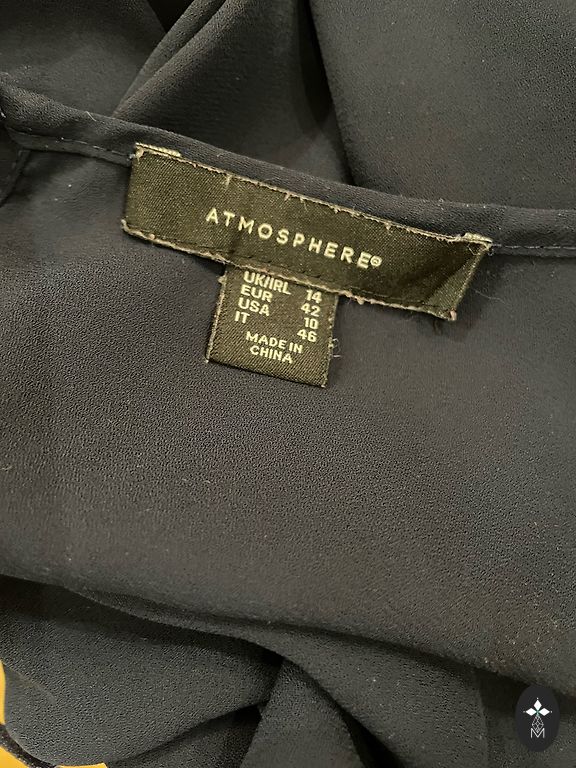 ATMOSPHERE®
UK/IRL 14
EUR 42
USA 10
IT 46
MADE IN
CHINA
M